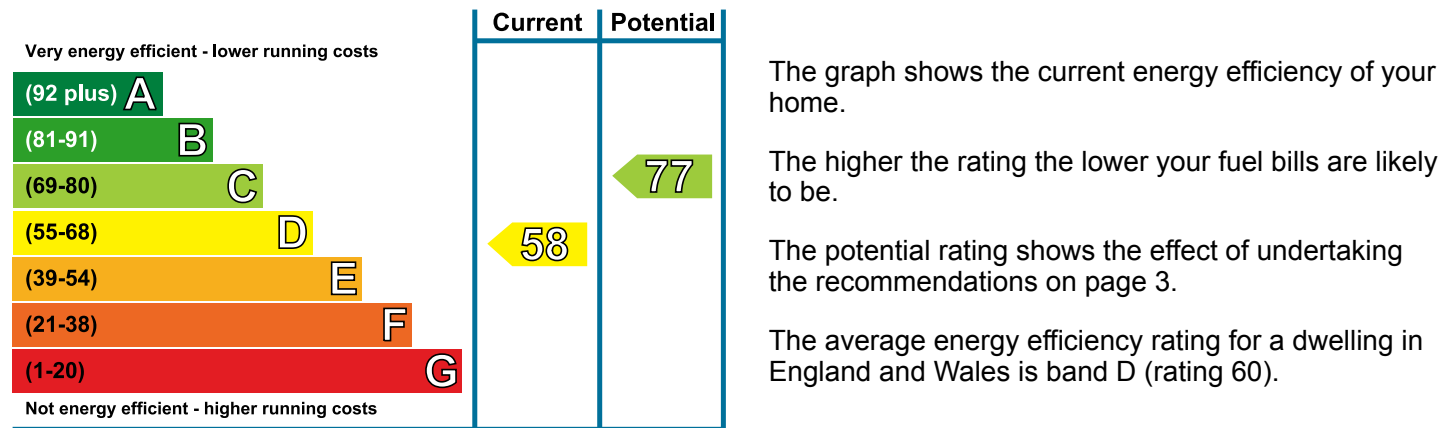 Current Potential
Very energy efficient - lower running costs
(92 plus) A
(81-91) B
(69-80) C
(55-68) D
(39-54) E
(21-38) F
(1-20) G
Not energy efficient - higher running costs
58
77
The graph shows the current energy efficiency of your
home.
The higher the rating the lower your fuel bills are likely
to be.
The potential rating shows the effect of undertaking
the recommendations on page 3.
The average energy efficiency rating for a dwelling in
England and Wales is band D (rating 60).